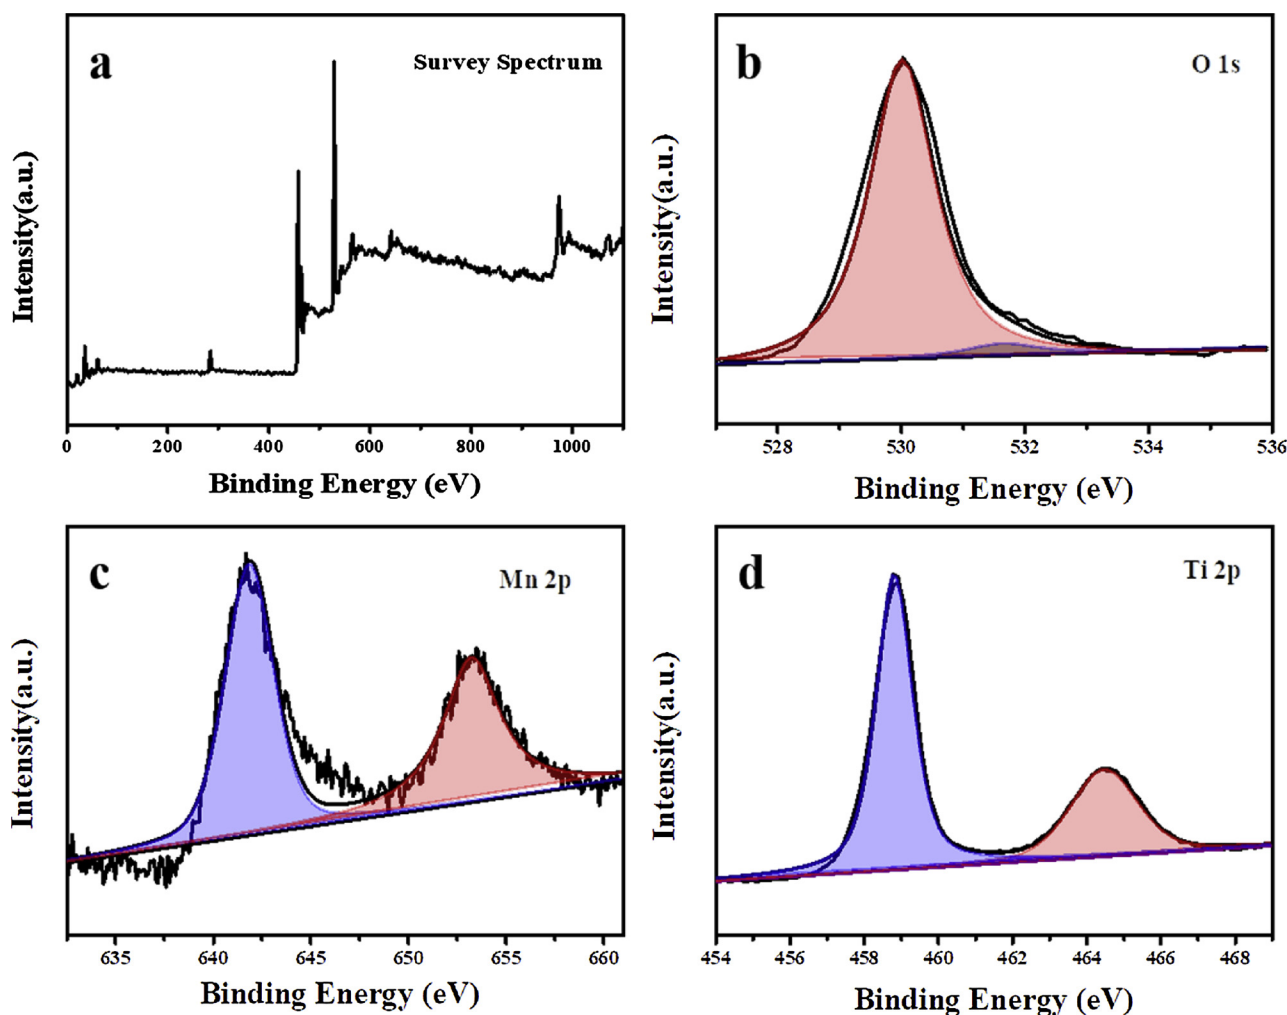 a
Survey Spectrum
Intensity(a.u.)
0 200 400 600 800 1000
Binding Energy (eV)
b
O 1s
Intensity(a.u.)
528 530 532 534 536
Binding Energy (eV)
c
Mn 2p
Intensity(a.u.)
635 640 645 650 655 660
Binding Energy (eV)
d
Ti 2p
Intensity(a.u.)
454 456 458 460 462 464 466 468
Binding Energy (eV)